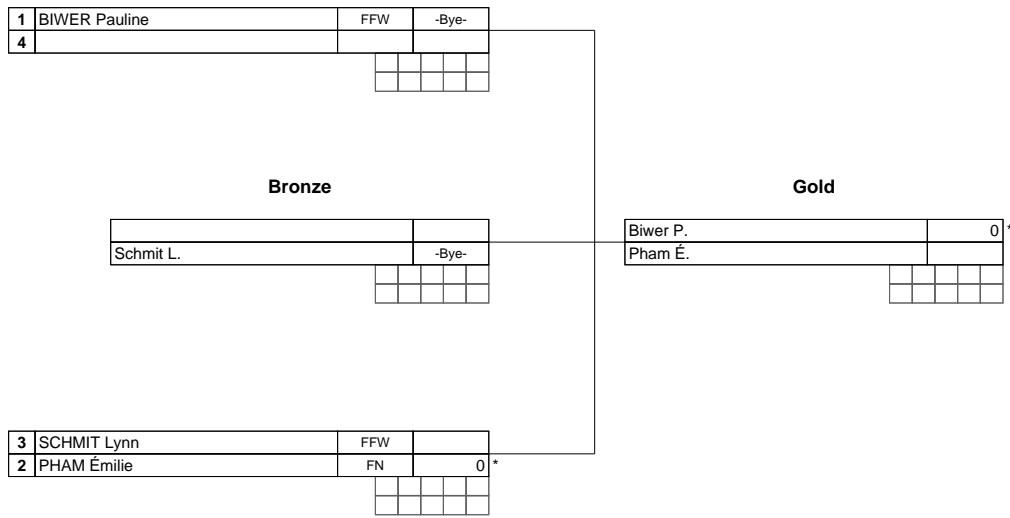 1 BIWER Pauline FFW -Bye-
4
Bronze Gold
Biwer P. 0 *
Schmit L. -Bye- Pham É.
3 SCHMIT Lynn FFW
2 PHAM Émilie FN 0 *